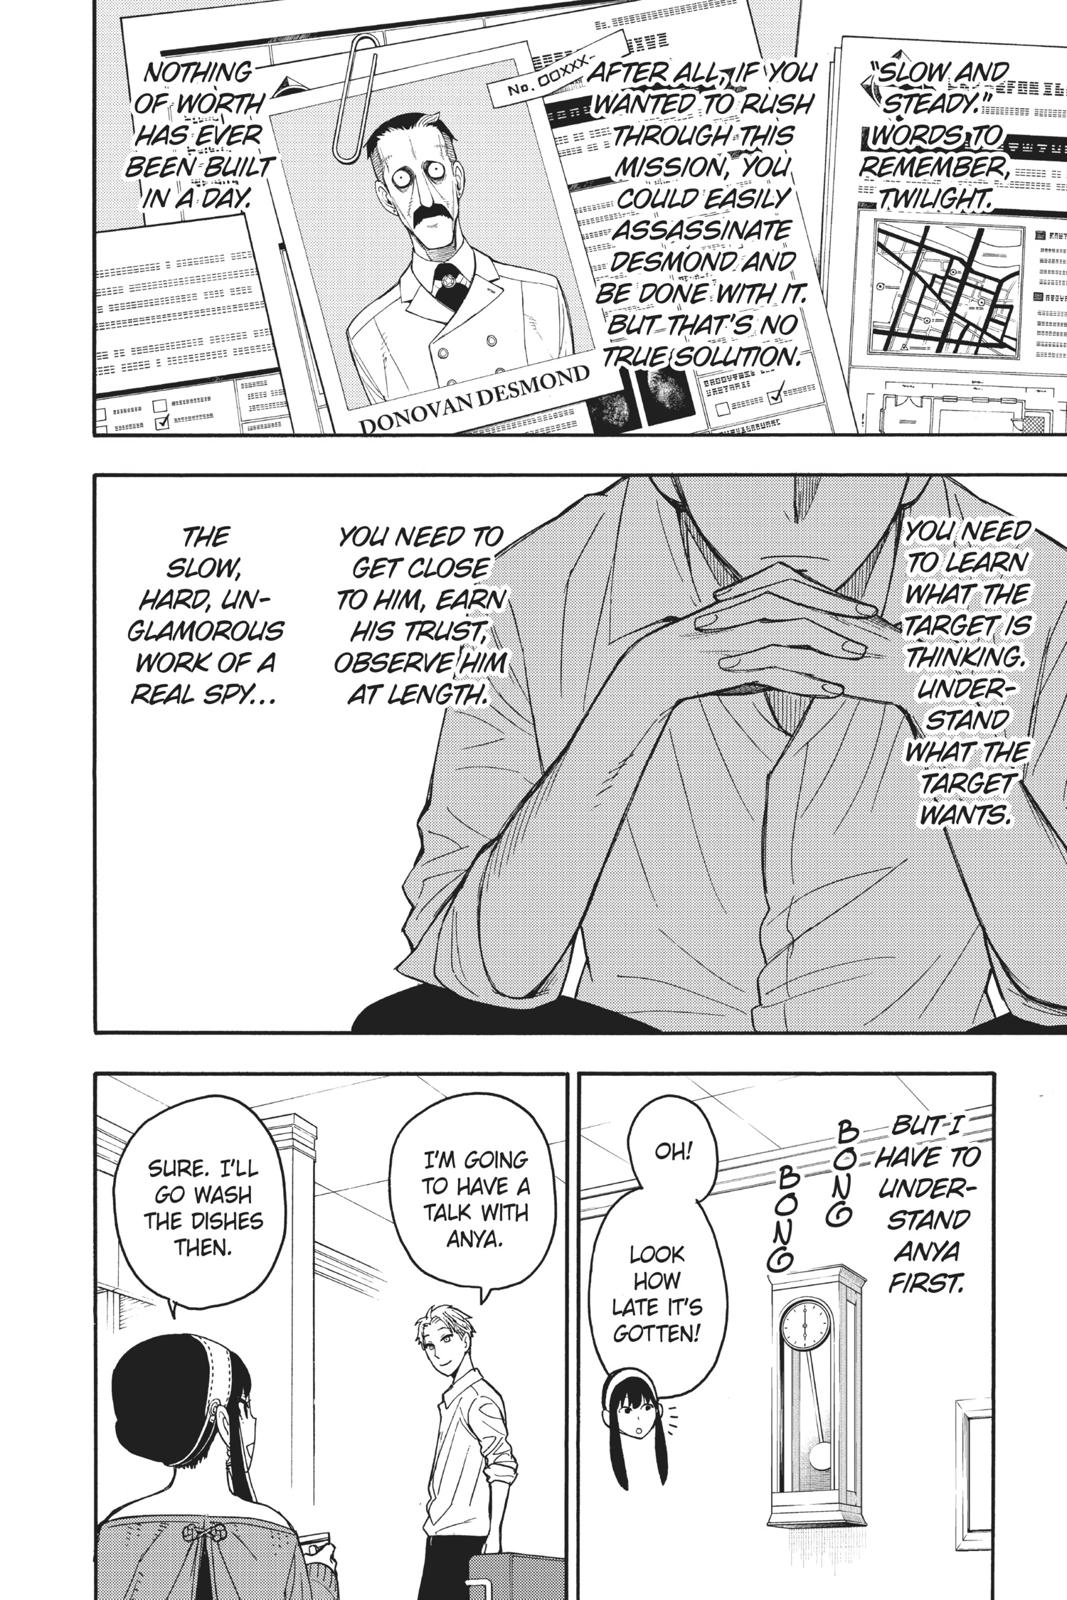 "SLOW AND
STEADY."
WORDS TO
REMEMBER,
TWILIGHT.
AFTER ALL, IF YOU
WANTED TO RUSH
THROUGH THIS
MISSION, YOU
COULD EASILY
ASSASSINATE
DESMOND AND
BE DONE WITH IT.
BUT THAT'S NO
TRUE SOLUTION.
No. 00XXX-
DONOVAN DESMOND
NOTHING
OF WORTH
HAS EVER
BEEN BUILT
IN A DAY.
YOU NEED
TO LEARN
WHAT THE
TARGET IS
THINKING.
UNDER-
STAND
WHAT THE
TARGET
WANTS.
YOU NEED TO
GET CLOSE
TO HIM, EARN
HIS TRUST,
OBSERVE HIM
AT LENGTH.
THE
SLOW,
HARD, UN-
GLAMOROUS
WORK OF A
REAL SPY...
BUT I
HAVE TO
UNDER-
STAND
ANYA
FIRST.
BONG
BONG
OH!
LOOK
HOW
LATE IT'S
GOTTEN!
I'M GOING
TO HAVE A
TALK WITH
ANYA.
SURE. I'LL
GO WASH
THE DISHES
THEN.